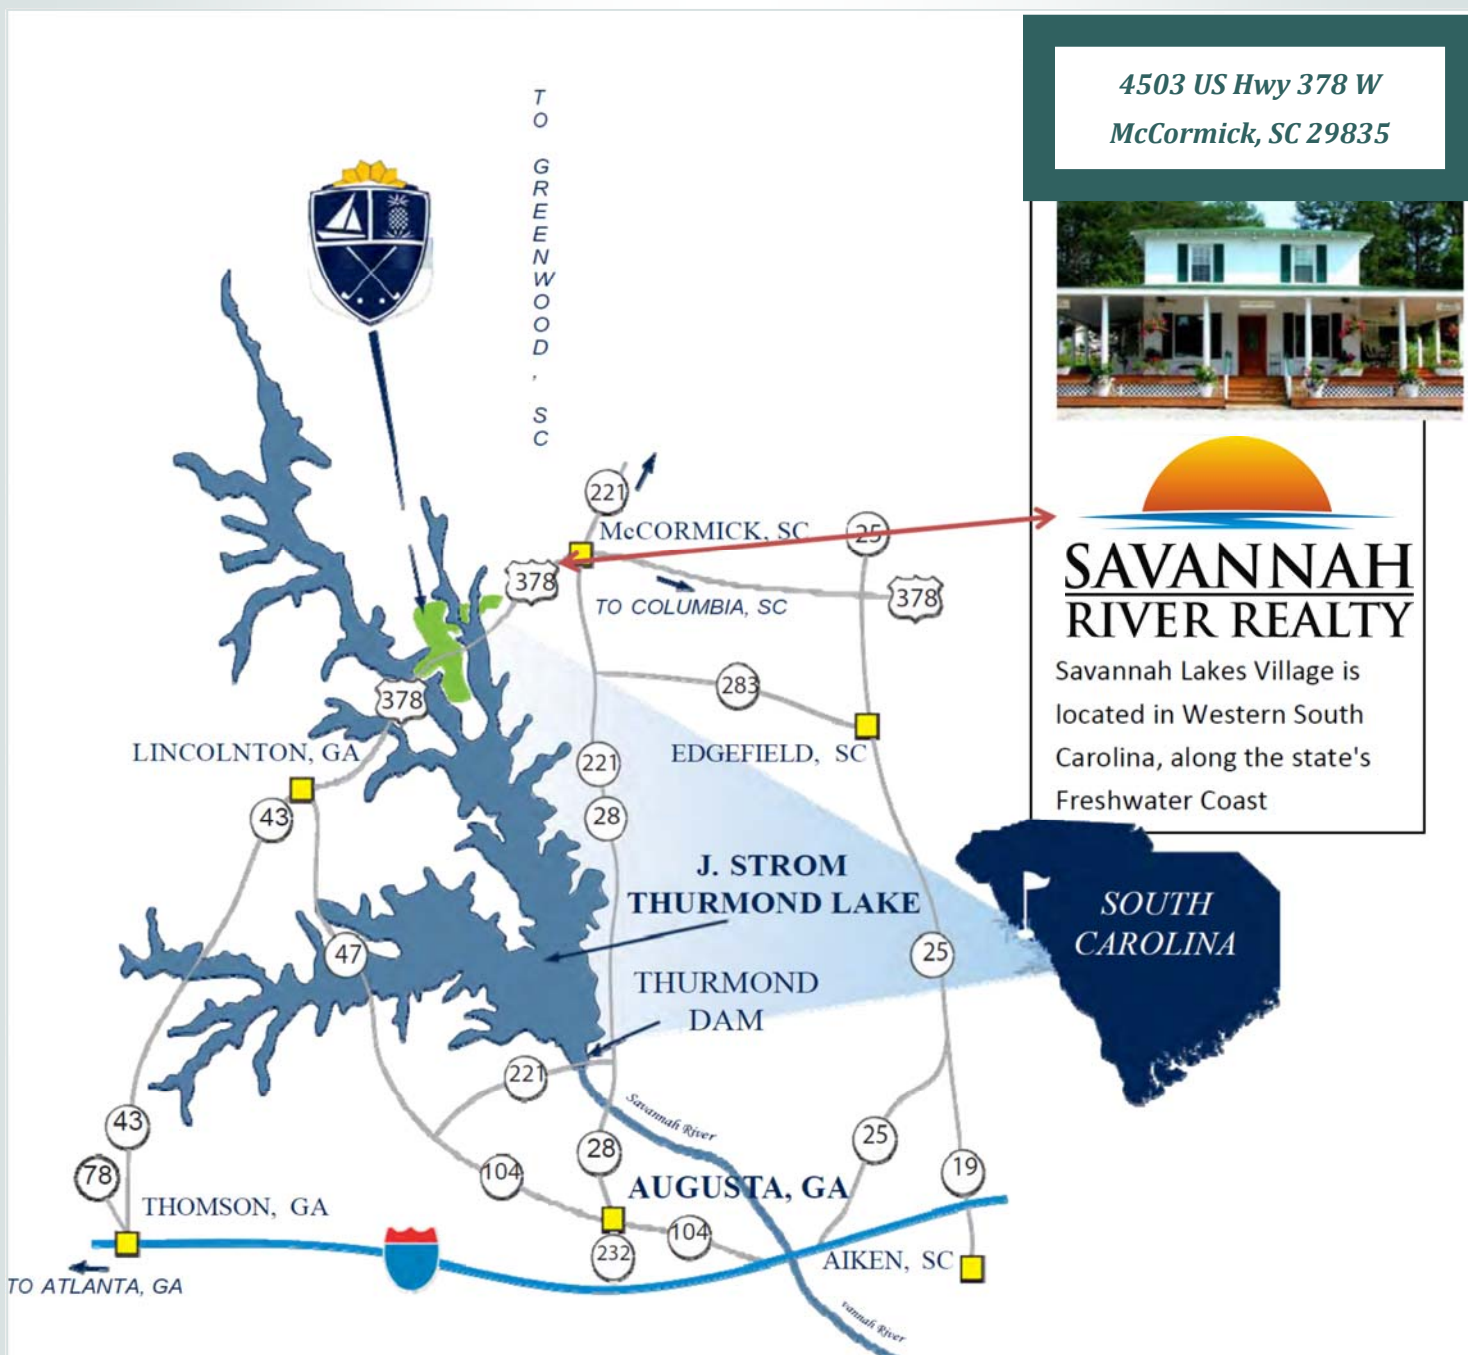 4503 US Hwy 378 W
McCormick, SC 29835
TO GREENWOOD, SC
221
McCORMICK, SC
25
378
TO COLUMBIA, SC
378
SAVANNAH
RIVER REALTY
Savannah Lakes Village is
located in Western South
Carolina, along the state's
Freshwater Coast
283
378
LINCOLNTON, GA
EDGEFIELD, SC
221
43
28
J. STROM
THURMOND LAKE
SOUTH
CAROLINA
47
25
THURMOND
DAM
221
Savannah River
43
28
25
78
104
19
THOMSON, GA
AUGUSTA, GA
104
232
AIKEN, SC
TO ATLANTA, GA
vannah River